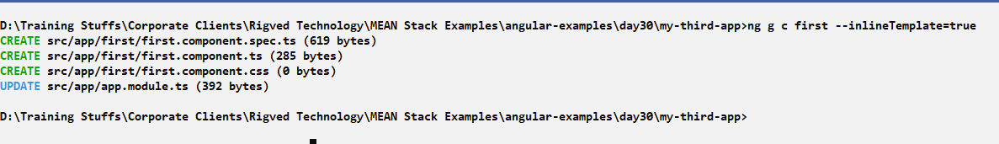 D:\Training Stuffs\Corporate Clients\Rigved Technology\MEAN Stack Examples\angular-examples\day30\my-third-app>ng g c first --inlineTemplate=true
CREATE src/app/first/first.component.spec.ts (619 bytes)
CREATE src/app/first/first.component.ts (285 bytes)
CREATE src/app/first/first.component.css (0 bytes)
UPDATE src/app/app.module.ts (392 bytes)
D:\Training Stuffs\Corporate Clients\Rigved Technology\MEAN Stack Examples\angular-examples\day30\my-third-app>